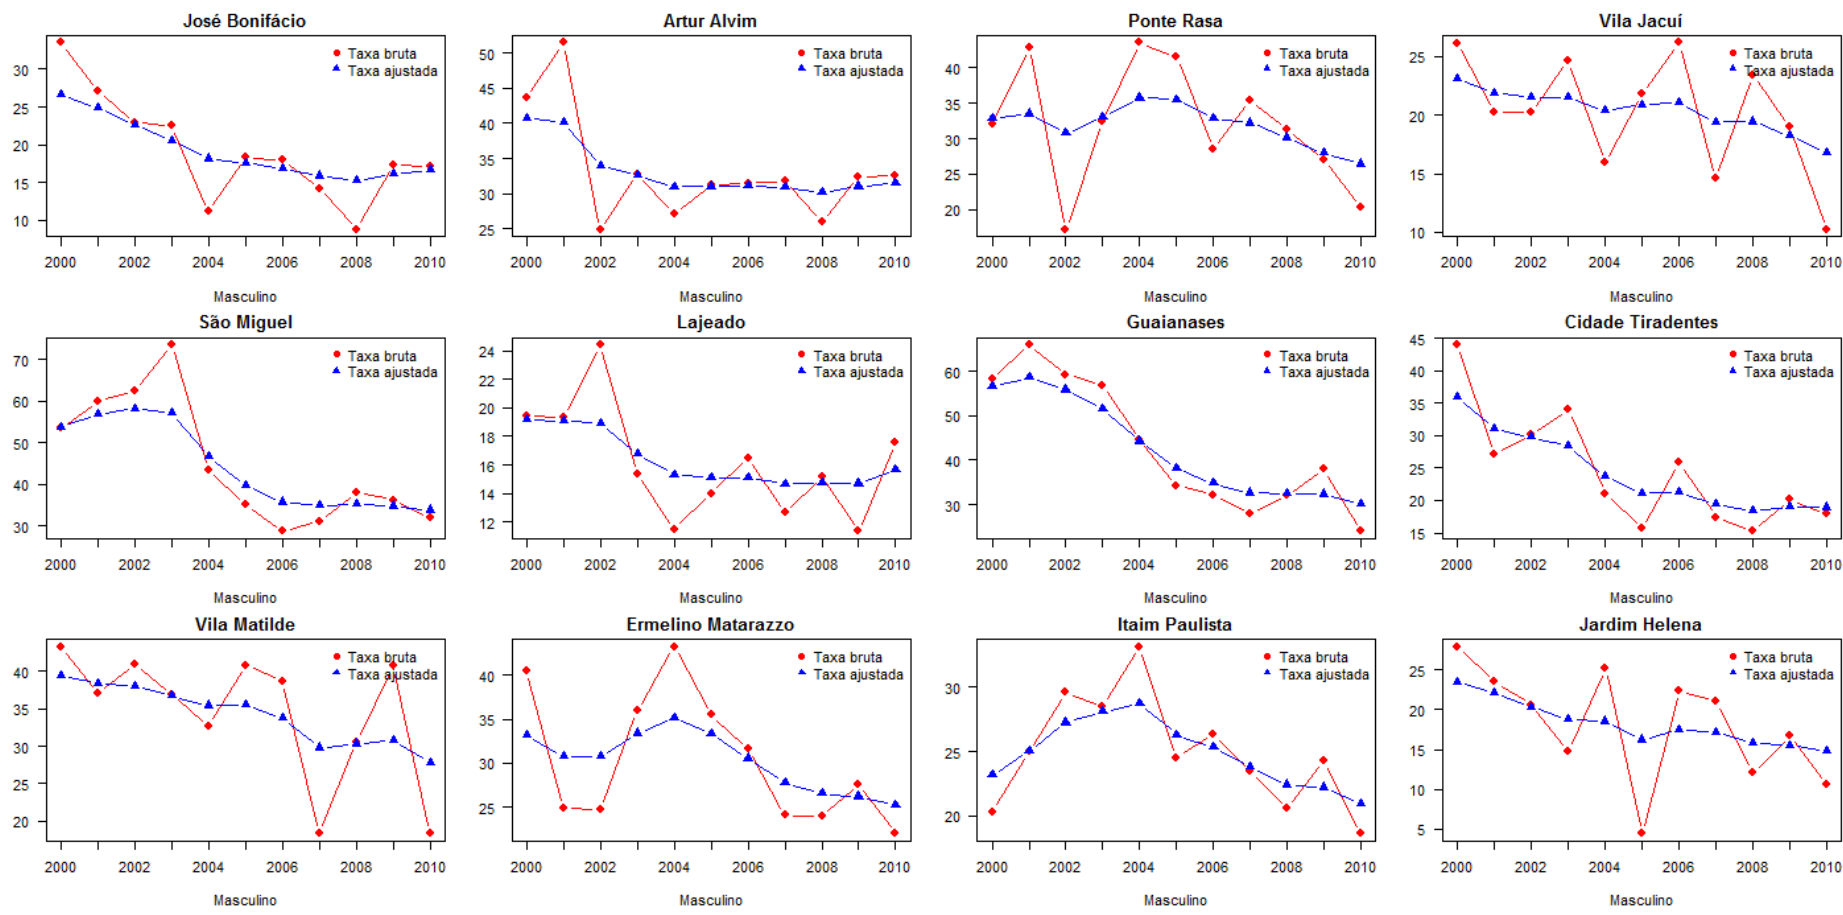 José Bonifácio
Taxa bruta
Taxa ajustada
30
25
20
15
10
2000 2002 2004 2006 2008 2010
Masculino
Artur Alvim
Taxa bruta
Taxa ajustada
50
45
40
35
30
25
2000 2002 2004 2006 2008 2010
Masculino
Ponte Rasa
Taxa bruta
Taxa ajustada
40
35
30
25
20
2000 2002 2004 2006 2008 2010
Masculino
Vila Jacuí
Taxa bruta
Taxa ajustada
25
20
15
10
2000 2002 2004 2006 2008 2010
Masculino
São Miguel
Taxa bruta
Taxa ajustada
70
60
50
40
30
2000 2002 2004 2006 2008 2010
Masculino
Lajeado
Taxa bruta
Taxa ajustada
24
22
20
18
16
14
12
2000 2002 2004 2006 2008 2010
Masculino
Guaianases
Taxa bruta
Taxa ajustada
60
50
40
30
2000 2002 2004 2006 2008 2010
Masculino
Cidade Tiradentes
Taxa bruta
Taxa ajustada
45
40
35
30
25
20
15
2000 2002 2004 2006 2008 2010
Masculino
Vila Matilde
Taxa bruta
Taxa ajustada
40
35
30
25
20
2000 2002 2004 2006 2008 2010
Masculino
Ermelino Matarazzo
Taxa bruta
Taxa ajustada
40
35
30
25
2000 2002 2004 2006 2008 2010
Masculino
Itaim Paulista
Taxa bruta
Taxa ajustada
30
25
20
2000 2002 2004 2006 2008 2010
Masculino
Jardim Helena
Taxa bruta
Taxa ajustada
25
20
15
10
5
2000 2002 2004 2006 2008 2010
Masculino